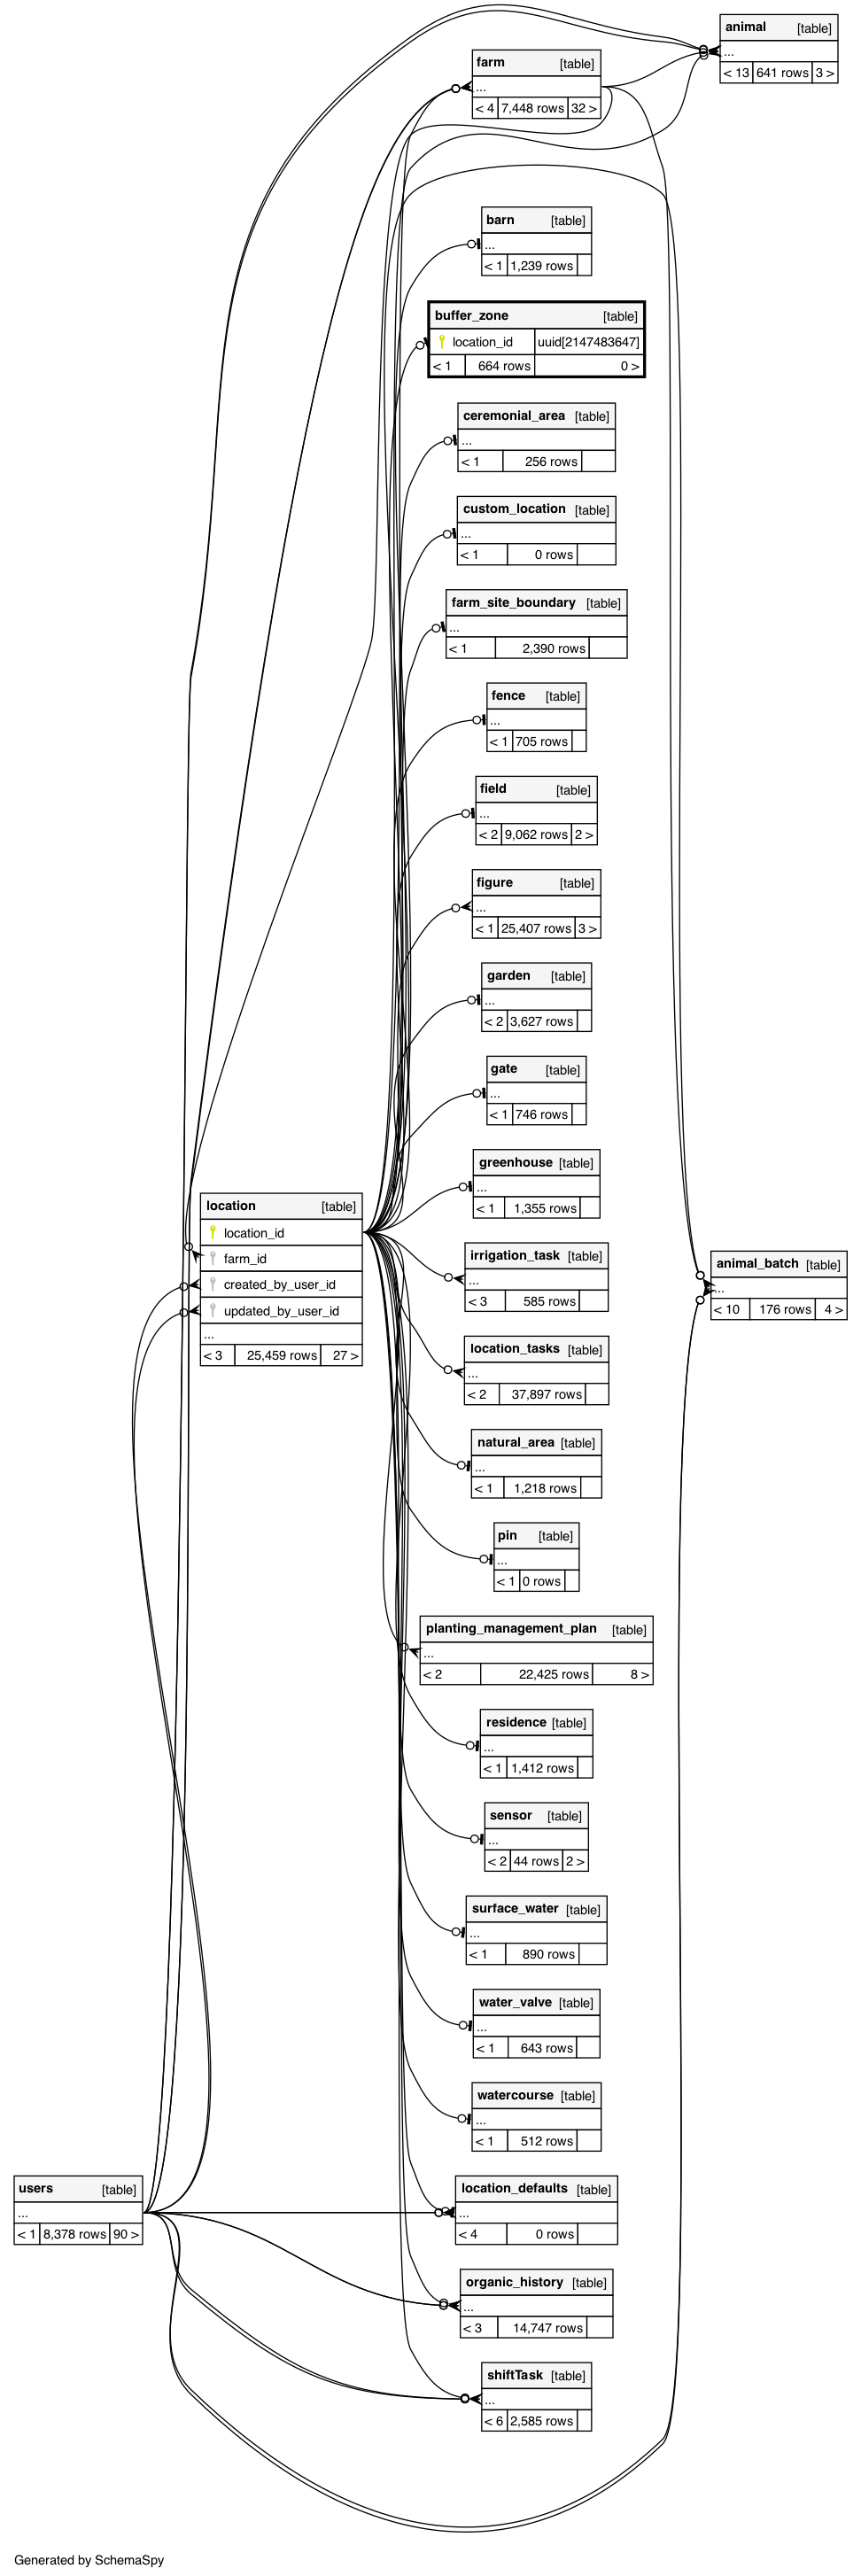 animal [table]
...
< 13 641 rows 3 >
farm [table]
...
< 4 7,448 rows 32 >
barn [table]
...
< 1 1,239 rows
buffer_zone [table]
location_id uuid[2147483647]
< 1 664 rows 0 >
ceremonial_area [table]
...
< 1 256 rows
custom_location [table]
...
< 1 0 rows
farm_site_boundary [table]
...
< 1 2,390 rows
fence [table]
...
< 1 705 rows
field [table]
...
< 2 9,062 rows 2 >
figure [table]
...
< 1 25,407 rows 3 >
garden [table]
...
< 2 3,627 rows
gate [table]
...
< 1 746 rows
greenhouse [table]
...
< 1 1,355 rows
location [table]
location_id
farm_id
created_by_user_id
updated_by_user_id
...
< 3 25,459 rows 27 >
irrigation_task [table]
...
< 3 585 rows
animal_batch [table]
...
< 10 176 rows 4 >
location_tasks [table]
...
< 2 37,897 rows
natural_area [table]
...
< 1 1,218 rows
pin [table]
...
< 1 0 rows
planting_management_plan [table]
...
< 2 22,425 rows 8 >
residence [table]
...
< 1 1,412 rows
sensor [table]
...
< 2 44 rows 2 >
surface_water [table]
...
< 1 890 rows
water_valve [table]
...
< 1 643 rows
watercourse [table]
...
< 1 512 rows
users [table]
...
< 1 8,378 rows 90 >
location_defaults [table]
...
< 4 0 rows
organic_history [table]
...
< 3 14,747 rows
shiftTask [table]
...
< 6 2,585 rows
Generated by SchemaSpy